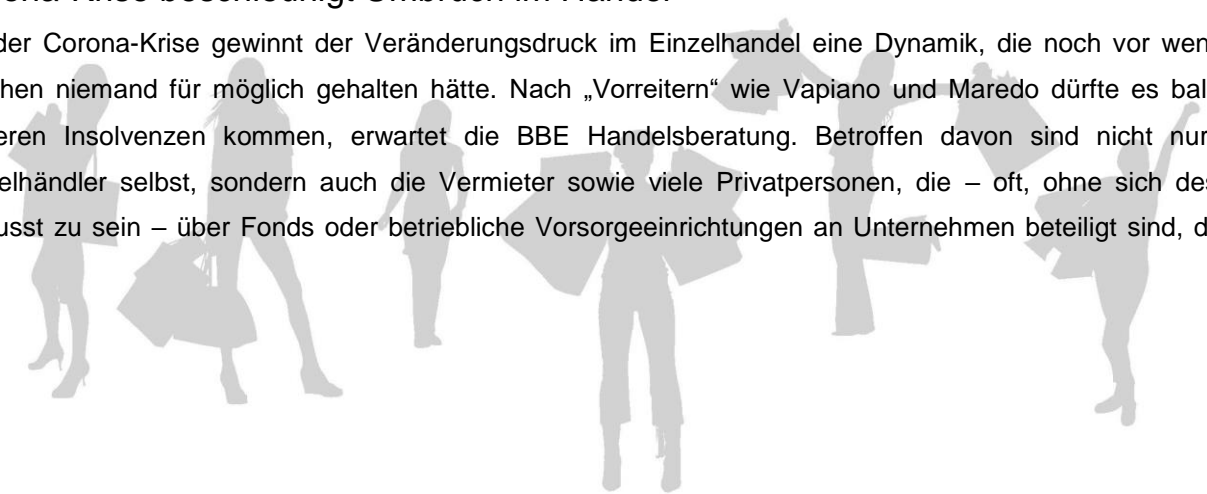 ona-Krise beschleunigt Umbruch im Handel
der Corona-Krise gewinnt der Veränderungsdruck im Einzelhandel eine Dynamik, die noch vor wen
hen niemand für möglich gehalten hätte. Nach „Vorreitern“ wie Vapiano und Maredo dürfte es bal
eren Insolvenzen kommen, erwartet die BBE Handelsberatung. Betroffen davon sind nicht nur
elhändler selbst, sondern auch die Vermieter sowie viele Privatpersonen, die – oft, ohne sich des
usst zu sein – über Fonds oder betriebliche Vorsorgeeinrichtungen an Unternehmen beteiligt sind, d